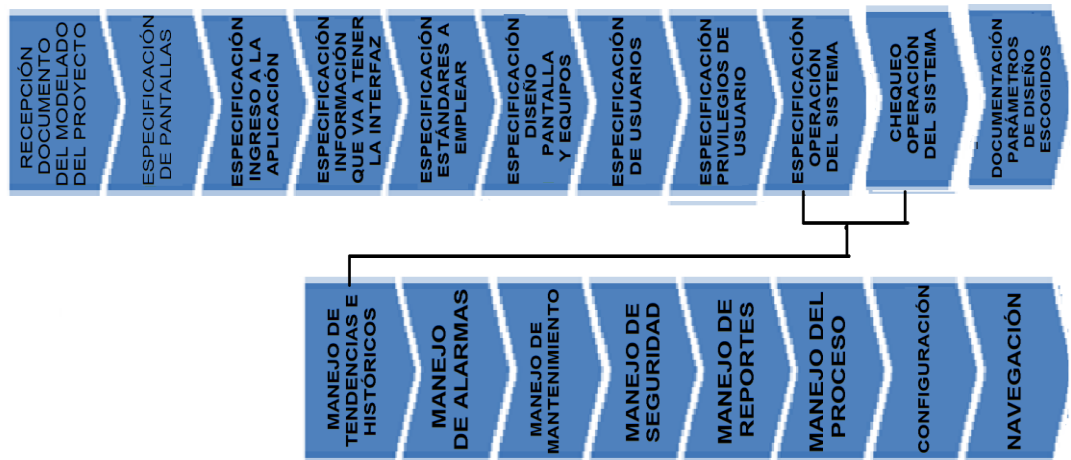 RECEPCIÓN
DOCUMENTO
DEL MODELADO
DEL PROYECTO
ESPECIFICACIÓN
DE PANTALLAS
ESPECIFICACIÓN
INGRESO A LA
APLICACIÓN
ESPECIFICACIÓN
INFORMACIÓN
QUE VA A TENER
LA INTERFAZ
ESPECIFICACIÓN
ESTÁNDARES A
EMPLEAR
ESPECIFICACIÓN
DISEÑO
PANTALLA
Y EQUIPOS
ESPECIFICACIÓN
DE USUARIOS
ESPECIFICACIÓN
PRIVILEGIOS DE
USUARIO
ESPECIFICACIÓN
OPERACIÓN
DEL SISTEMA
CHEQUEO
OPERACIÓN
DEL SISTEMA
DOCUMENTACIÓN
PARÁMETROS
DE DISEÑO
ESCOGIDOS
MANEJO DE
TENDENCIAS E
HISTÓRICOS
MANEJO
DE ALARMAS
MANEJO DE
MANTENIMIENTO
MANEJO DE
SEGURIDAD
MANEJO DE
REPORTES
MANEJO DEL
PROCESO
CONFIGURACIÓN
NAVEGACIÓN